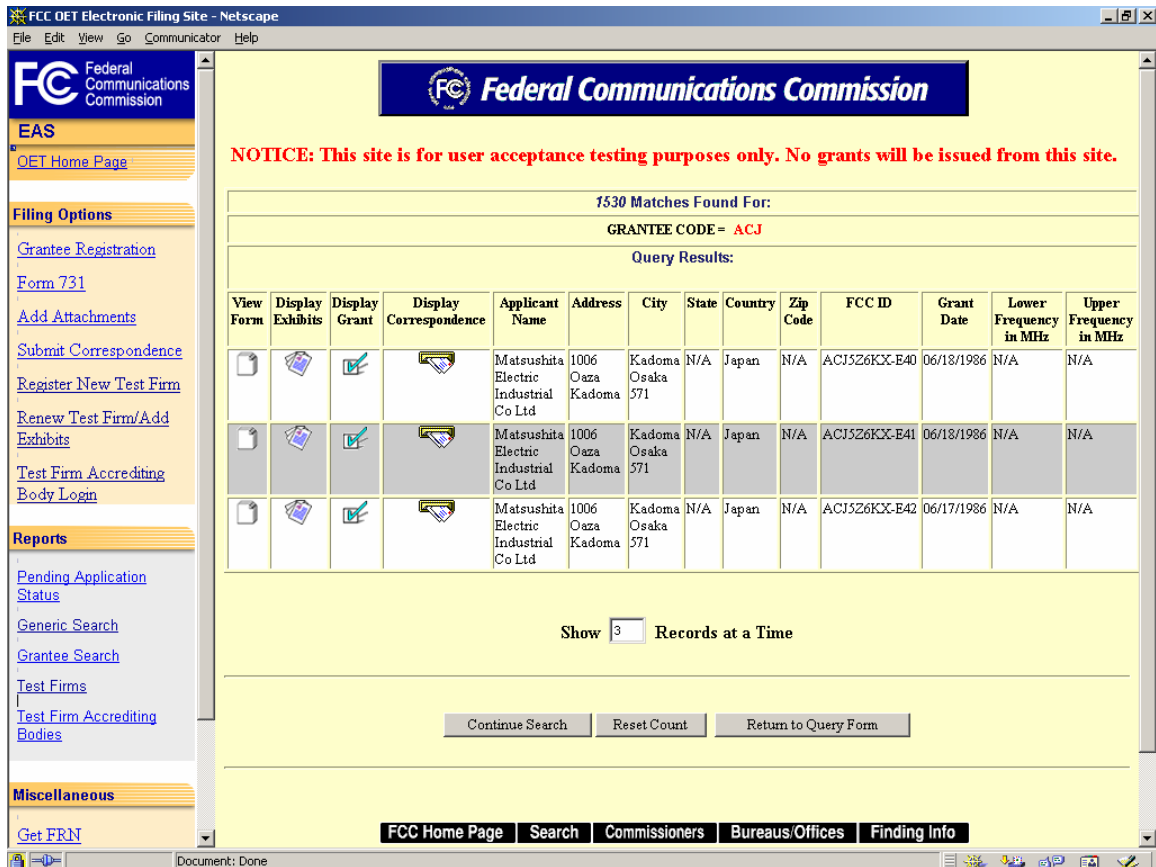 FCC OET Electronic Filing Site - Netscape
File Edit View Go Communicator Help
FC Federal
Communications
Commission
EAS
OET Home Page
Filing Options
Grantee Registration
Form 731
Add Attachments
Submit Correspondence
Register New Test Firm
Renew Test Firm/Add
Exhibits
Test Firm Accrediting
Body Login
Reports
Pending Application
Status
Generic Search
Grantee Search
Test Firms
Test Firm Accrediting
Bodies
Miscellaneous
Get FRN
FC Federal Communications Commission
NOTICE: This site is for user acceptance testing purposes only. No grants will be issued from this site.
1530 Matches Found For:
GRANTEE CODE = ACJ
Query Results:
View Form Display Exhibits Display Grant Display Correspondence Applicant Name Address City State Country Zip Code FCC ID Grant Date Lower Frequency in MHz Upper Frequency in MHz
Matsushita Electric Industrial Co Ltd 1006 Oaza Kadoma Kadoma Osaka 571 N/A Japan N/A ACJ5Z6KX-E40 06/18/1986 N/A N/A
Matsushita Electric Industrial Co Ltd 1006 Oaza Kadoma Kadoma Osaka 571 N/A Japan N/A ACJ5Z6KX-E41 06/18/1986 N/A N/A
Matsushita Electric Industrial Co Ltd 1006 Oaza Kadoma Kadoma Osaka 571 N/A Japan N/A ACJ5Z6KX-E42 06/17/1986 N/A N/A
Show 3 Records at a Time
Continue Search Reset Count Return to Query Form
FCC Home Page Search Commissioners Bureaus/Offices Finding Info
Document: Done